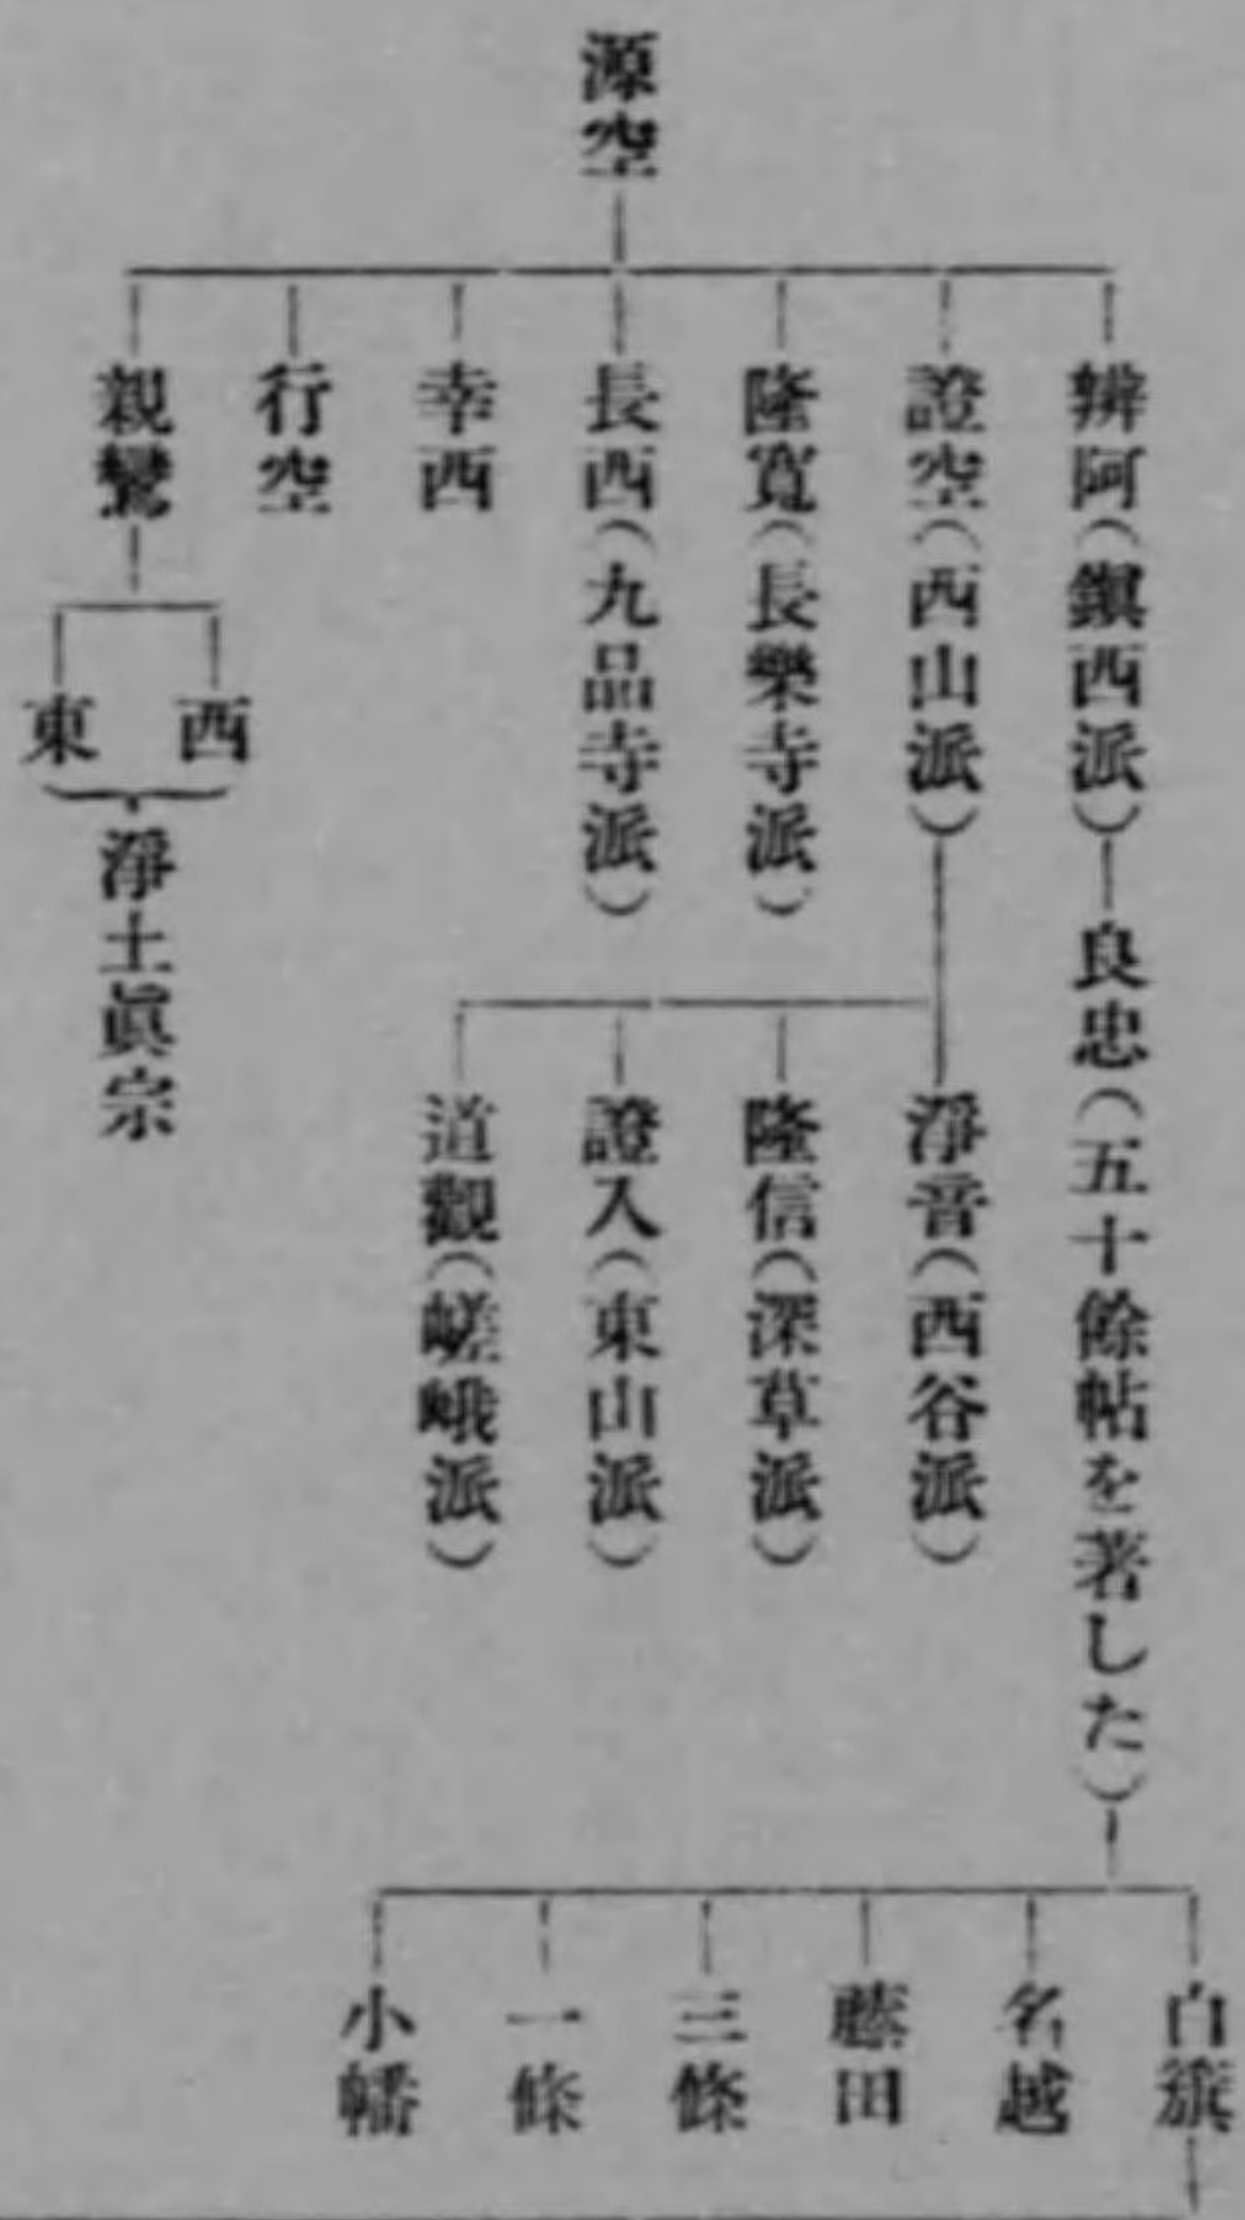 源空
辨阿（鎭西派）
良忠（五十餘帖を著した）
白籏
名越
藤田
三條
一條
小幡
證空（西山派）
淨音（西谷派）
隆信（深草派）
證入（東山派）
道觀（嵯峨派）
隆寬（長樂寺派）
長西（九品寺派）
幸西
行空
親鸞
西
東
淨土眞宗